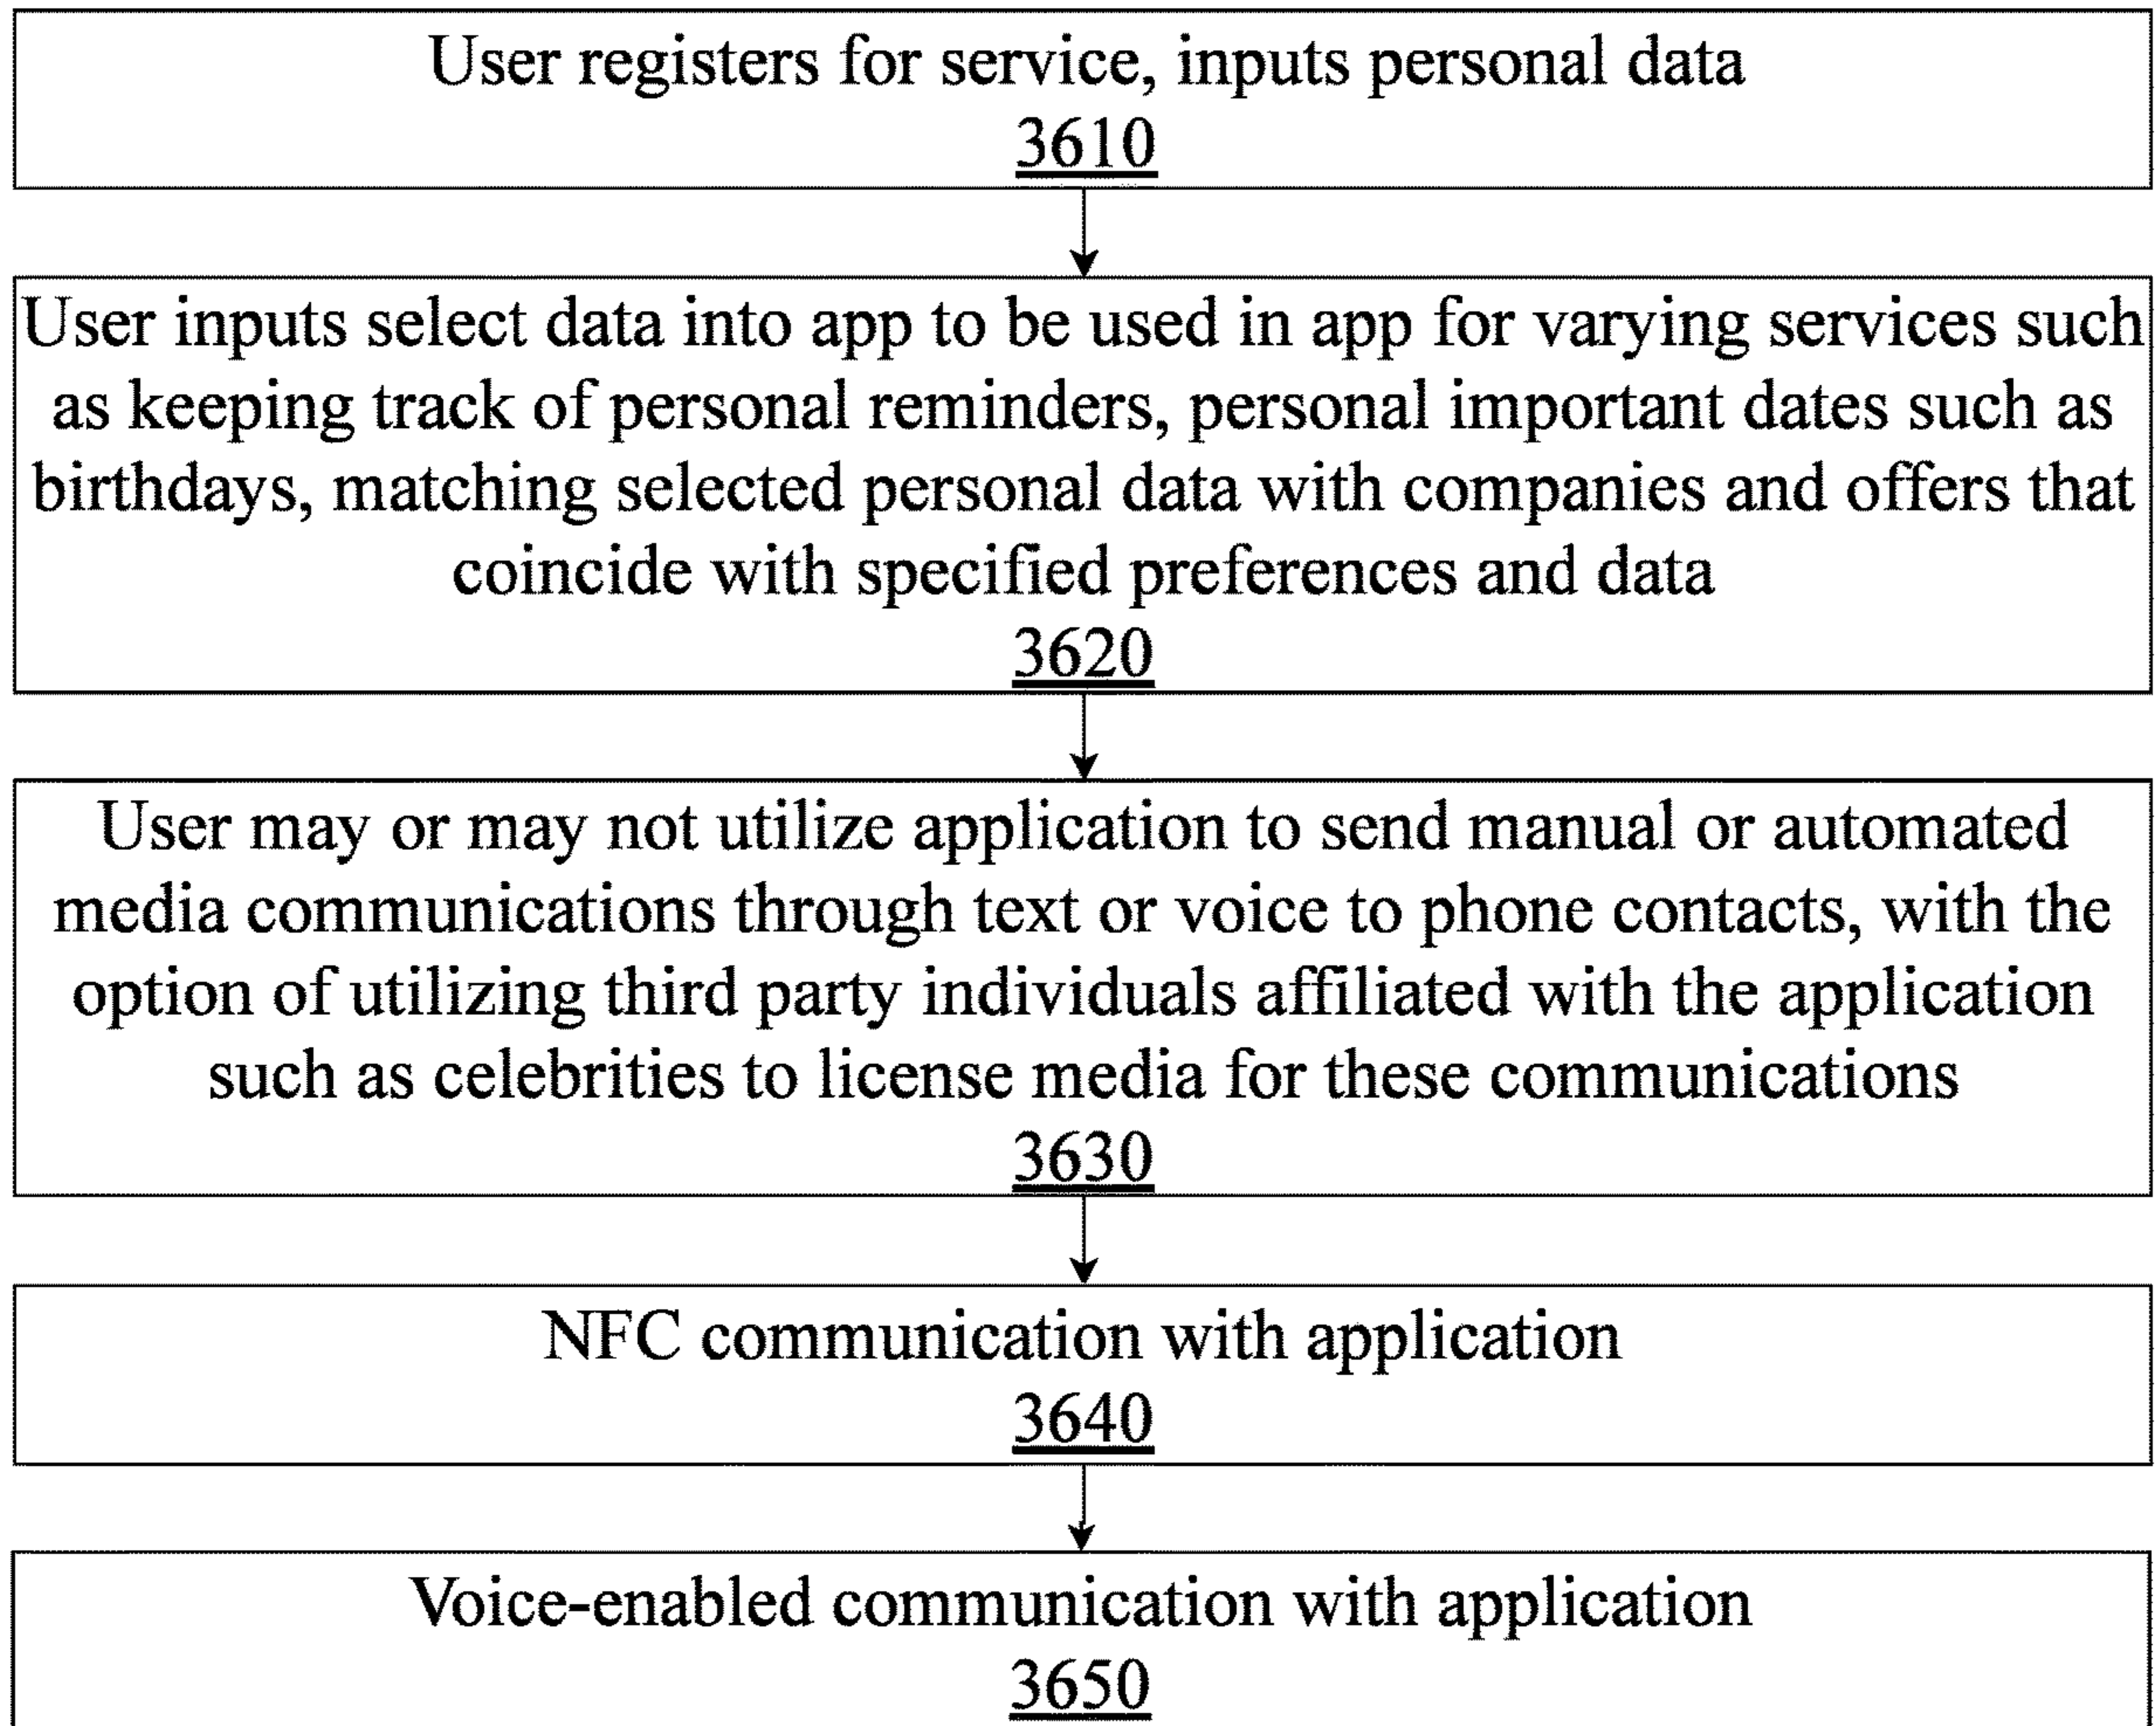 User registers for service, inputs personal data
3610
User inputs select data into app to be used in app for varying services such
as keeping track of personal reminders, personal important dates such as
birthdays, matching selected personal data with companies and offers that
coincide with specified preferences and data
3620
User may or may not utilize application to send manual or automated
media communications through text or voice to phone contacts, with the
option of utilizing third party individuals affiliated with the application
such as celebrities to license media for these communications
3630
NFC communication with application
3640
Voice-enabled communication with application
3650